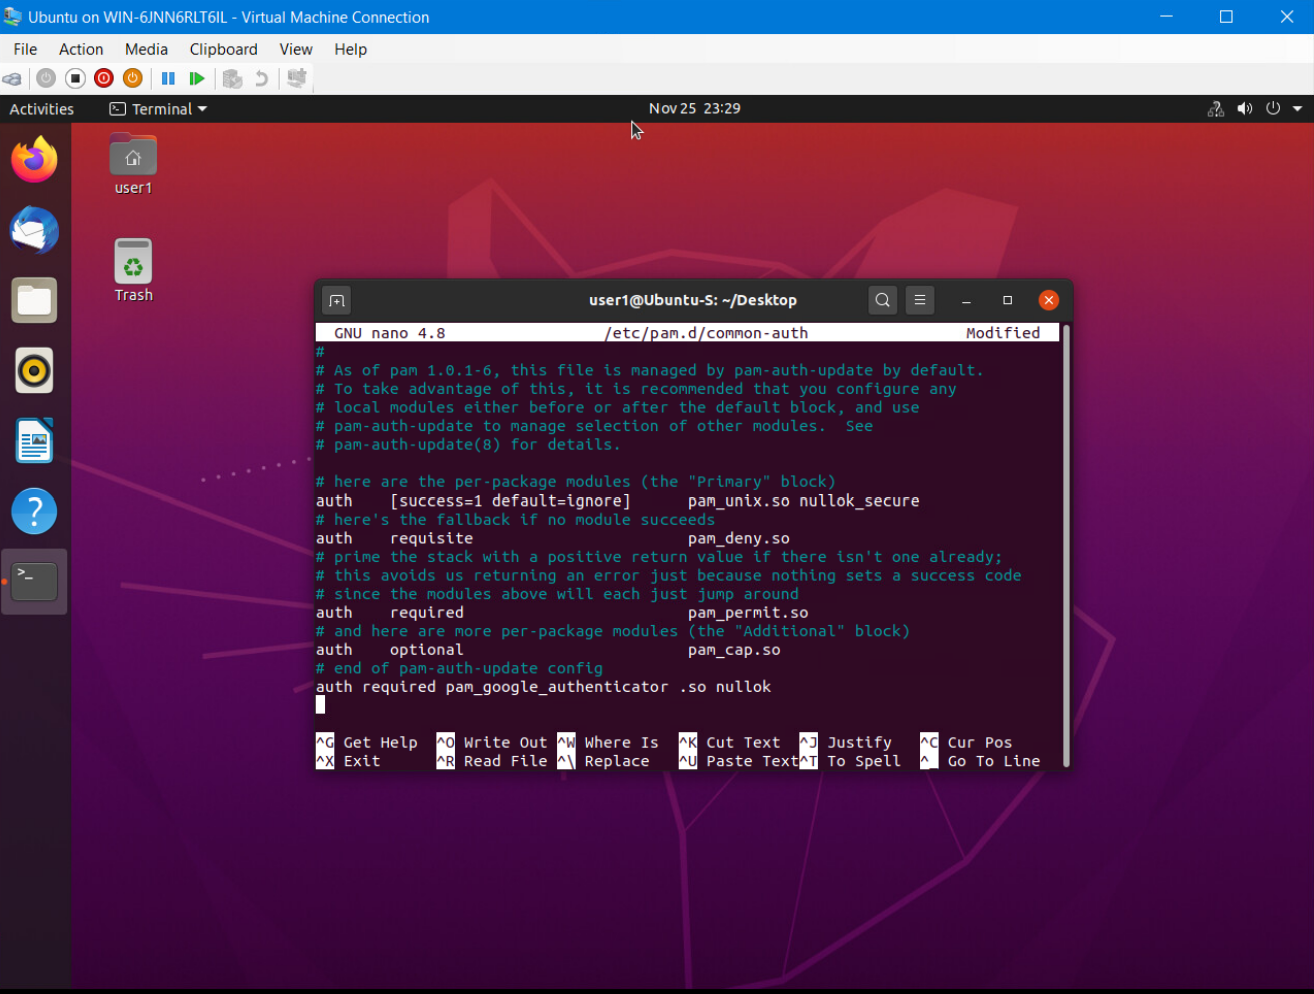 Ubuntu on WIN-6JNN6RLT6IL - Virtual Machine Connection
File Action Media Clipboard View Help
Activities Terminal Nov 25 23:29
user1
Trash
user1@Ubuntu-S: ~/Desktop
GNU nano 4.8 /etc/pam.d/common-auth Modified
#
# As of pam 1.0.1-6, this file is managed by pam-auth-update by default.
# To take advantage of this, it is recommended that you configure any
# local modules either before or after the default block, and use
# pam-auth-update to manage selection of other modules.  See
# pam-auth-update(8) for details.
# here are the per-package modules (the "Primary" block)
auth    [success=1 default=ignore]      pam_unix.so nullok_secure
# here's the fallback if no module succeeds
auth    requisite                       pam_deny.so
# prime the stack with a positive return value if there isn't one already;
# this avoids us returning an error just because nothing sets a success code
# since the modules above will each just jump around
auth    required                        pam_permit.so
# and here are more per-package modules (the "Additional" block)
auth    optional                        pam_cap.so
# end of pam-auth-update config
auth required pam_google_authenticator .so nullok
^G Get Help ^O Write Out ^W Where Is ^K Cut Text ^J Justify ^C Cur Pos
^X Exit ^R Read File ^\ Replace ^U Paste Text ^T To Spell ^_ Go To Line